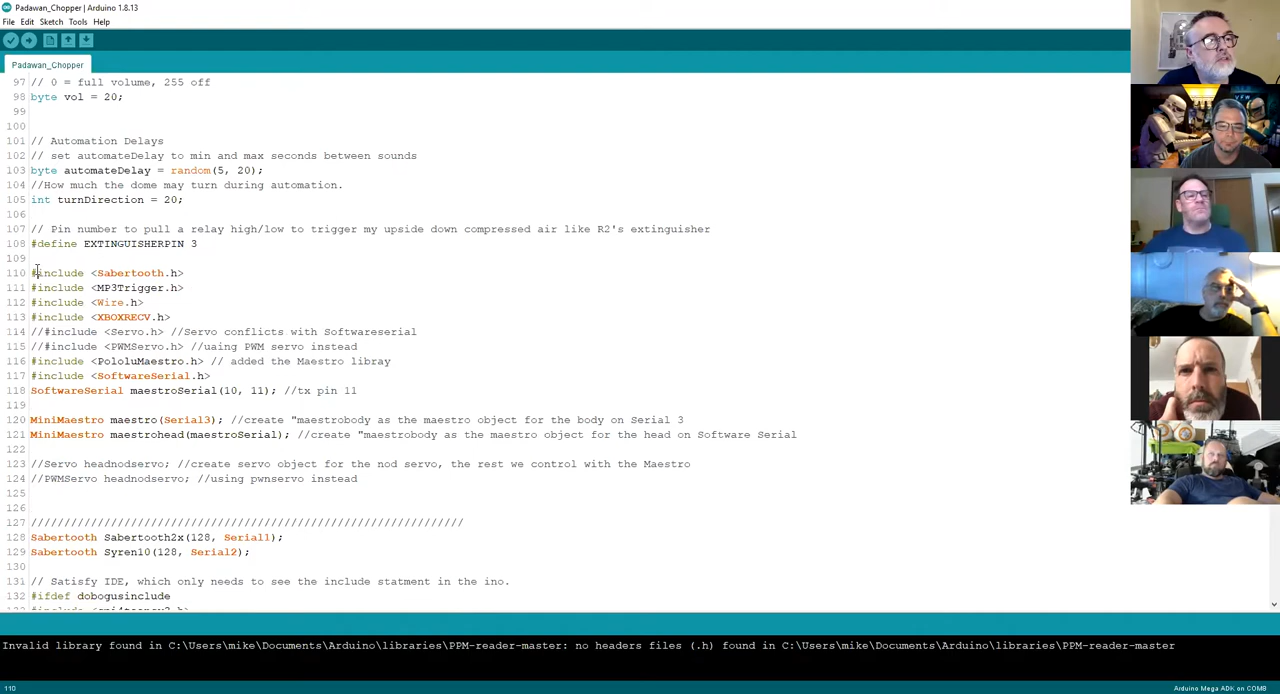 Padawan_Chopper | Arduino 1.8.13
File Edit Sketch Tools Help
Padawan_Chopper
97 // 0 = full volume, 255 off
98 byte vol = 20;
99
100
101 // Automation Delays
102 // set automateDelay to min and max seconds between sounds
103 byte automateDelay = random(5, 20);
104 //How much the dome may turn during automation.
105 int turnDirection = 20;
106
107 // Pin number to pull a relay high/low to trigger my upside down compressed air like R2's extinguisher
108 #define EXTINGUISHERPIN 3
109
110 #include <Sabertooth.h>
111 #include <MP3Trigger.h>
112 #include <Wire.h>
113 #include <XBOXRECV.h>
114 //#include <Servo.h> //Servo conflicts with Softwareserial
115 //#include <PWMServo.h> //uaing PWM servo instead
116 #include <PololuMaestro.h> // added the Maestro libray
117 #include <SoftwareSerial.h>
118 SoftwareSerial maestroSerial(10, 11); //tx pin 11
119
120 MiniMaestro maestro(Serial3); //create "maestrobody as the maestro object for the body on Serial 3
121 MiniMaestro maestrohead(maestroSerial); //create "maestrobody as the maestro object for the head on Software Serial
122
123 //Servo headnodservo; //create servo object for the nod servo, the rest we control with the Maestro
124 //PWMServo headnodservo; //using pwnservo instead
125
126
127 /////////////////////////////////////////////////////////////////
128 Sabertooth Sabertooth2x(128, Serial1);
129 Sabertooth Syren10(128, Serial2);
130
131 // Satisfy IDE, which only needs to see the include statment in the ino.
132 #ifdef dobogusinclude
Invalid library found in C:\Users\mike\Documents\Arduino\libraries\PPM-reader-master: no headers files (.h) found in C:\Users\mike\Documents\Arduino\libraries\PPM-reader-master
110
Arduino Mega ADK on COM8